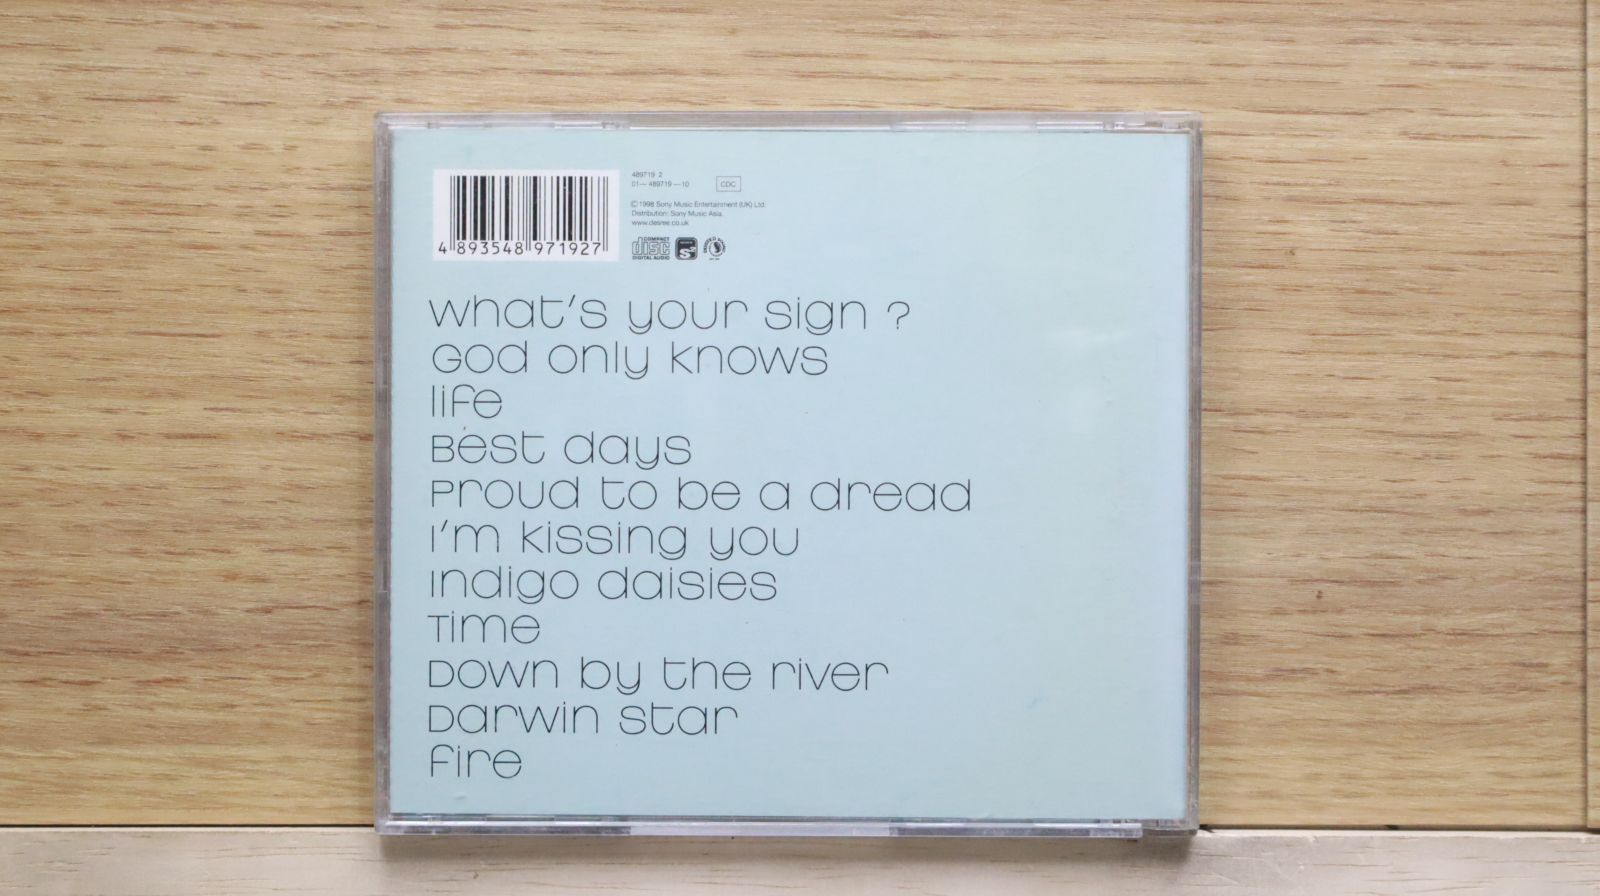 489719 2
01— 489719 —10
CDC
© 1998 Sony Music Entertainment (UK) Ltd.
Distribution: Sony Music Asia.
www.desree.co.uk
COMPACT
disc
DIGITAL AUDIO
S2
4 893548 971927
What's your sign ?
God only knows
life
Best days
Proud to be a dread
I'm kissing you
Indigo daisies
Time
Down by the river
Darwin star
fire